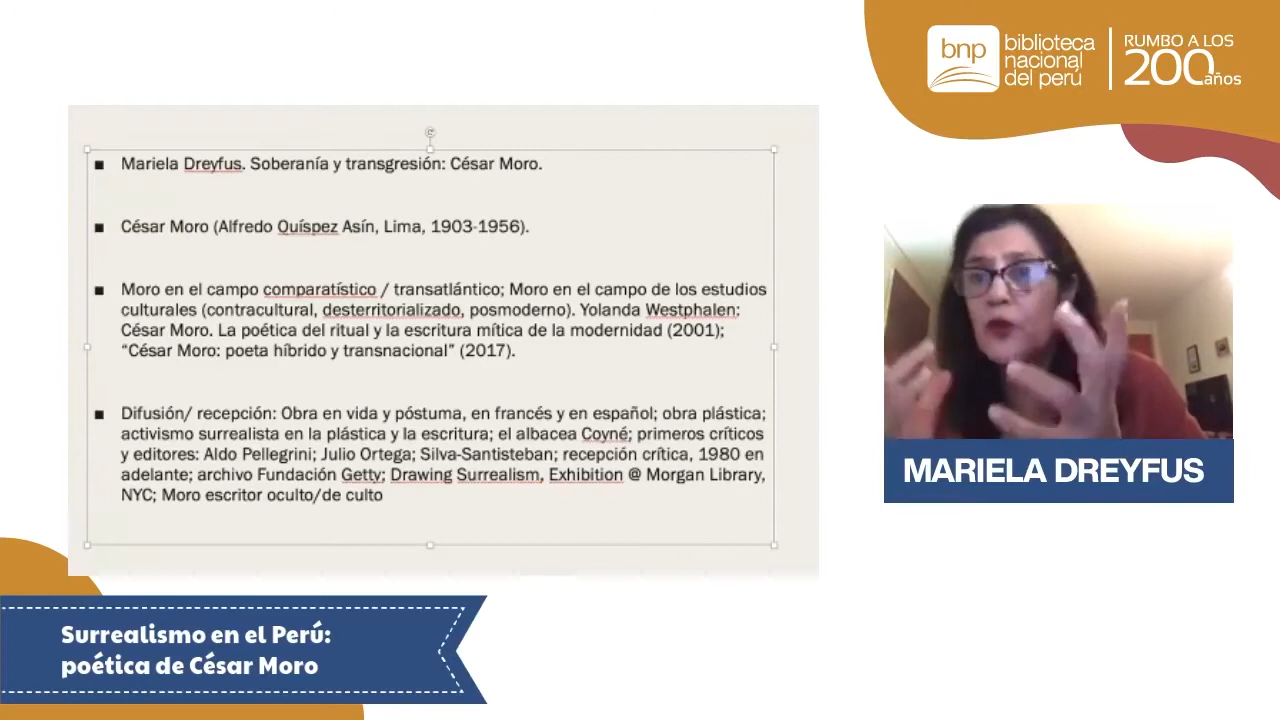 bnp
biblioteca
nacional
del perú
RUMBO A LOS
200
años
■ Mariela Dreyfus. Soberanía y transgresión: César Moro.
■ César Moro (Alfredo Quíspez Asín, Lima, 1903-1956).
■ Moro en el campo comparatístico / transatlántico; Moro en el campo de los estudios
culturales (contracultural, desterritorializado, posmoderno). Yolanda Westphalen:
César Moro. La poética del ritual y la escritura mítica de la modernidad (2001);
“César Moro: poeta híbrido y transnacional” (2017).
■ Difusión/ recepción: Obra en vida y póstuma, en francés y en español; obra plástica;
activismo surrealista en la plástica y la escritura; el albacea Coyné; primeros críticos
y editores: Aldo Pellegrini; Julio Ortega; Silva-Santisteban; recepción crítica, 1980 en
adelante; archivo Fundación Getty; Drawing Surrealism, Exhibition @ Morgan Library,
NYC; Moro escritor oculto/de culto
MARIELA DREYFUS
Surrealismo en el Perú:
poética de César Moro